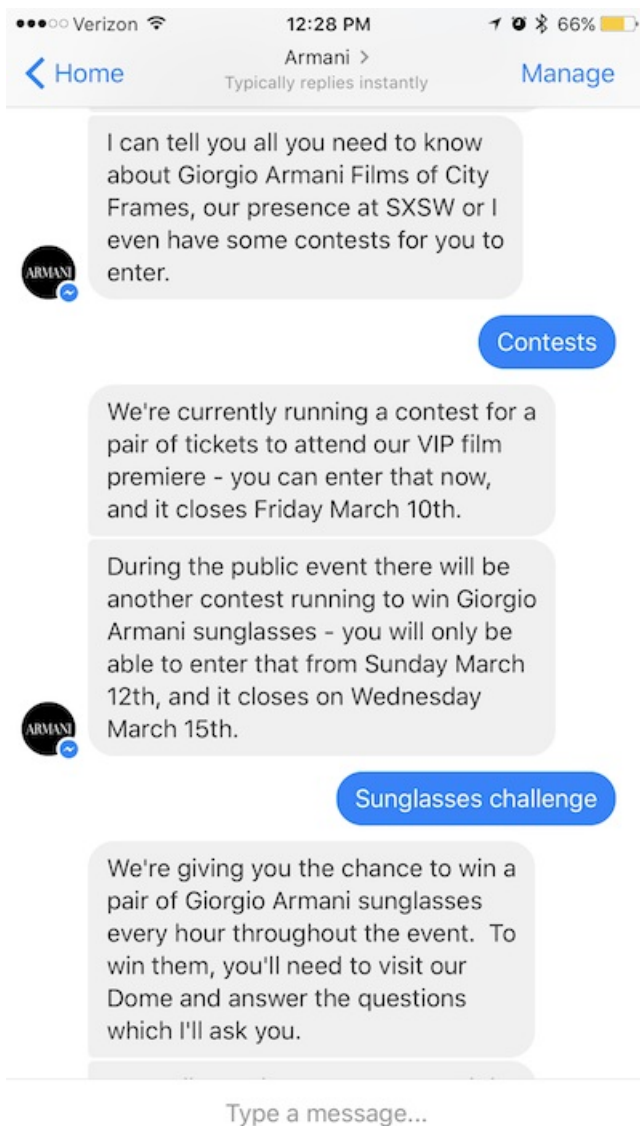 Verizon 12:28 PM 66%
Armani >
Home Typically replies instantly Manage
I can tell you all you need to know
about Giorgio Armani Films of City
Frames, our presence at SXSW or I
even have some contests for you to
enter.
ARMANI
Contests
We're currently running a contest for a
pair of tickets to attend our VIP film
premiere - you can enter that now,
and it closes Friday March 10th.
During the public event there will be
another contest running to win Giorgio
Armani sunglasses - you will only be
able to enter that from Sunday March
12th, and it closes on Wednesday
March 15th.
ARMANI
Sunglasses challenge
We're giving you the chance to win a
pair of Giorgio Armani sunglasses
every hour throughout the event.  To
win them, you'll need to visit our
Dome and answer the questions
which I'll ask you.
Type a message...